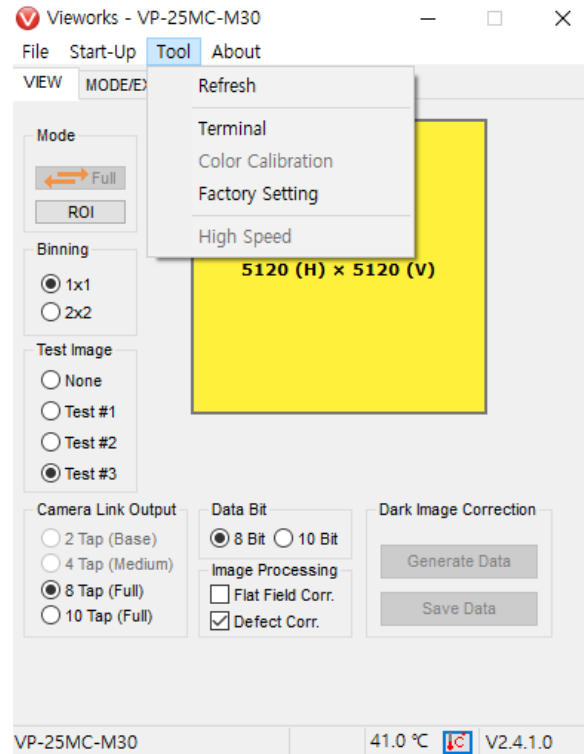 Vieworks - VP-25MC-M30
File Start-Up Tool About
VIEW MODE/E
Refresh
Terminal
Color Calibration
Factory Setting
High Speed
Mode
Full
ROI
Binning
1x1
2x2
5120 (H) × 5120 (V)
Test Image
None
Test #1
Test #2
Test #3
Camera Link Output
2 Tap (Base)
4 Tap (Medium)
8 Tap (Full)
10 Tap (Full)
Data Bit
8 Bit 10 Bit
Image Processing
Flat Field Corr.
Defect Corr.
Dark Image Correction
Generate Data
Save Data
VP-25MC-M30 41.0 ℃ V2.4.1.0